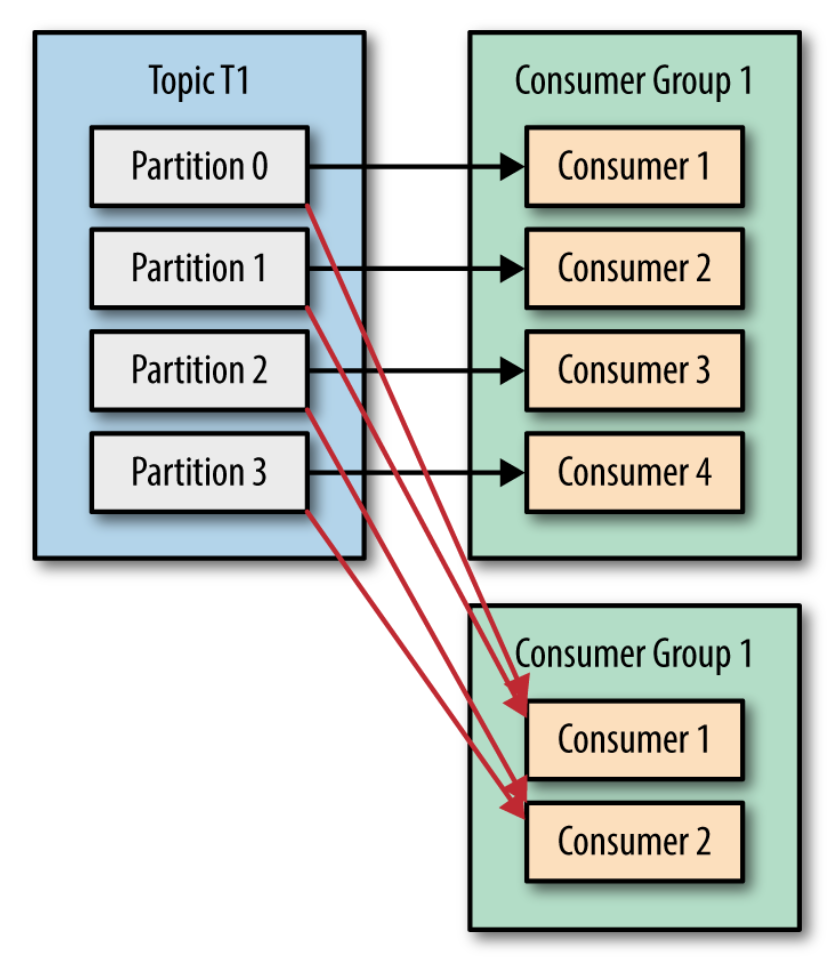 Topic T1
Partition 0
Partition 1
Partition 2
Partition 3
Consumer Group 1
Consumer 1
Consumer 2
Consumer 3
Consumer 4
Consumer Group 1
Consumer 1
Consumer 2